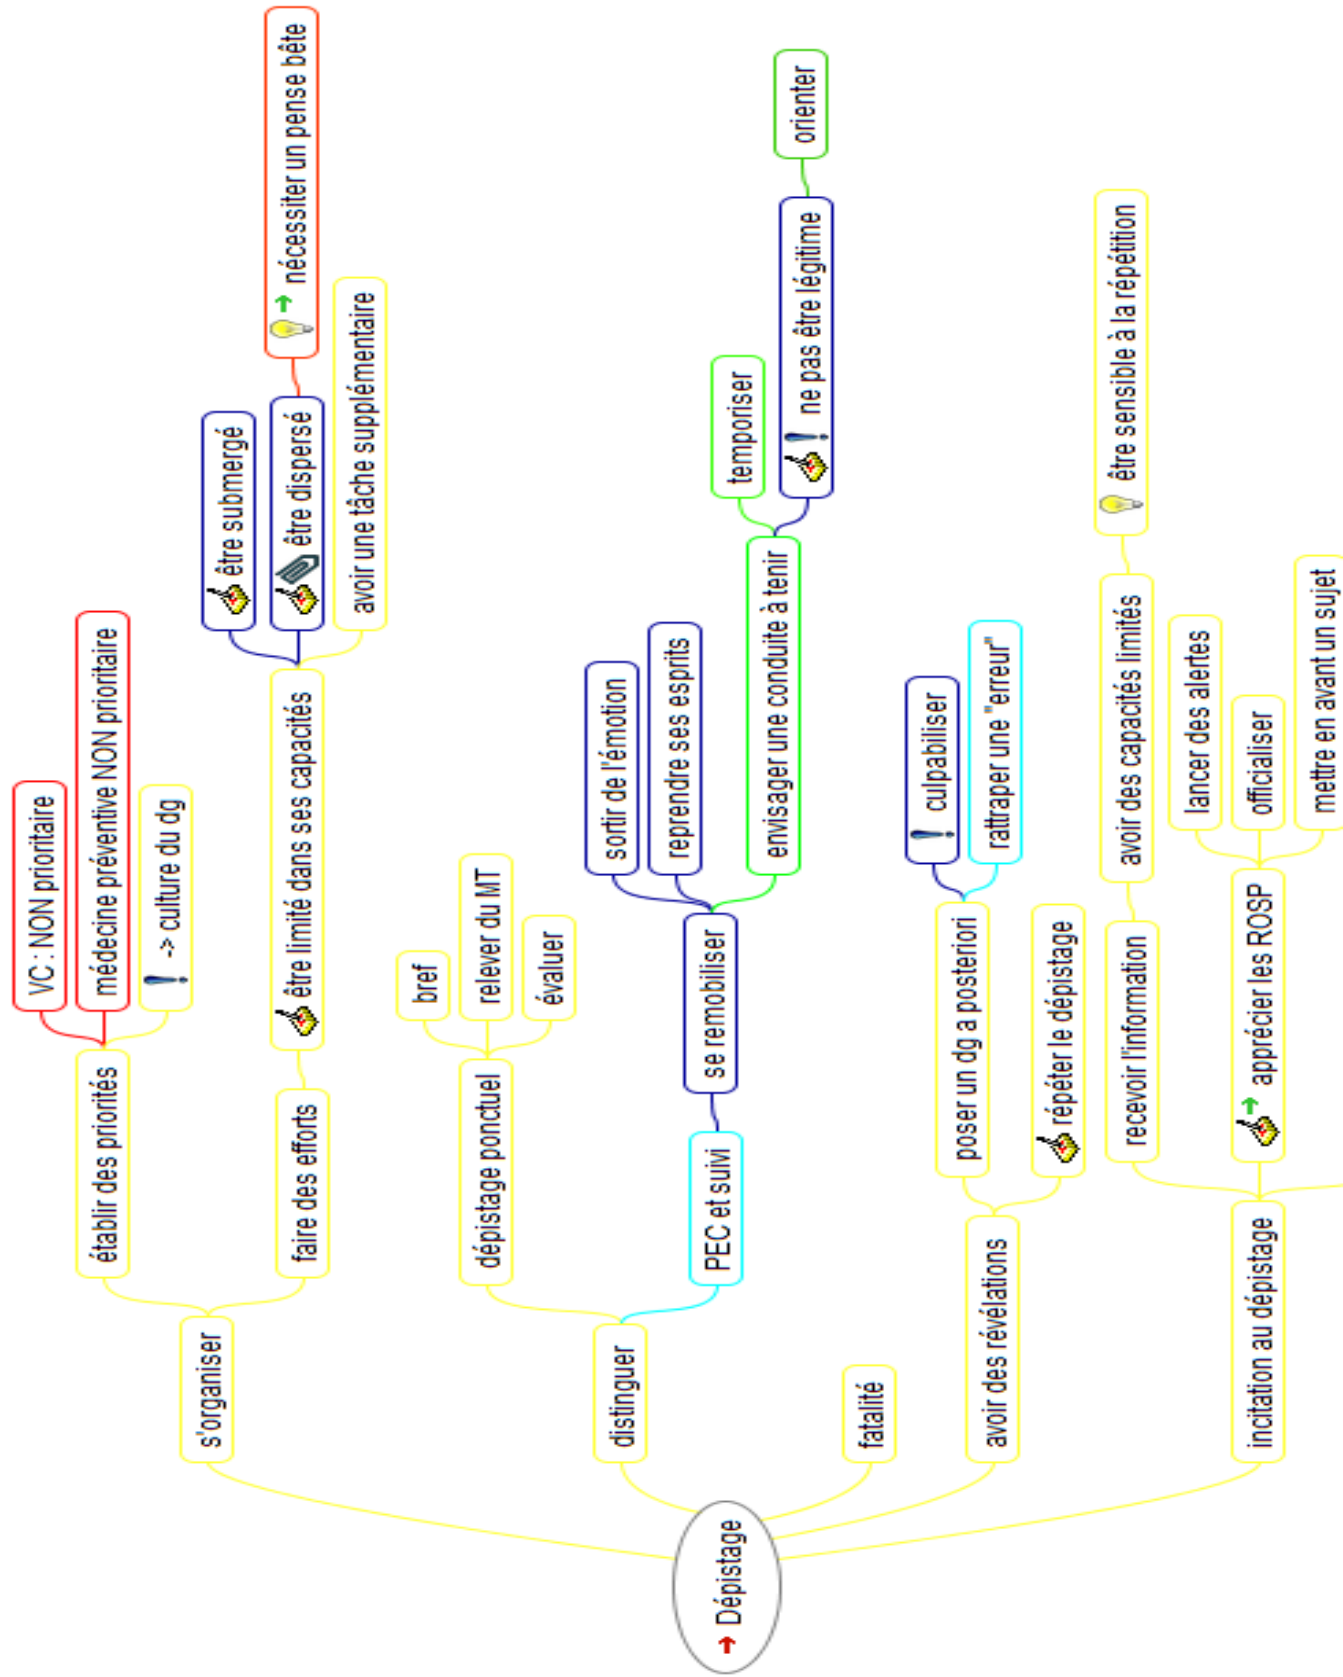 Dépistage
s'organiser
établir des priorités
VC : NON prioritaire
médecine préventive NON prioritaire
-> culture du dg
faire des efforts
être limité dans ses capacités
être submergé
être dispersé
nécessiter un pense bête
avoir une tâche supplémentaire
distinguer
dépistage ponctuel
bref
relever du MT
évaluer
PEC et suivi
se remobiliser
sortir de l'émotion
reprendre ses esprits
envisager une conduite à tenir
temporiser
ne pas être légitime
orienter
fatalité
avoir des révélations
poser un dg a posteriori
culpabiliser
rattraper une "erreur"
répéter le dépistage
incitation au dépistage
recevoir l'information
avoir des capacités limités
être sensible à la répétition
apprécier les ROSP
lancer des alertes
officialiser
mettre en avant un sujet